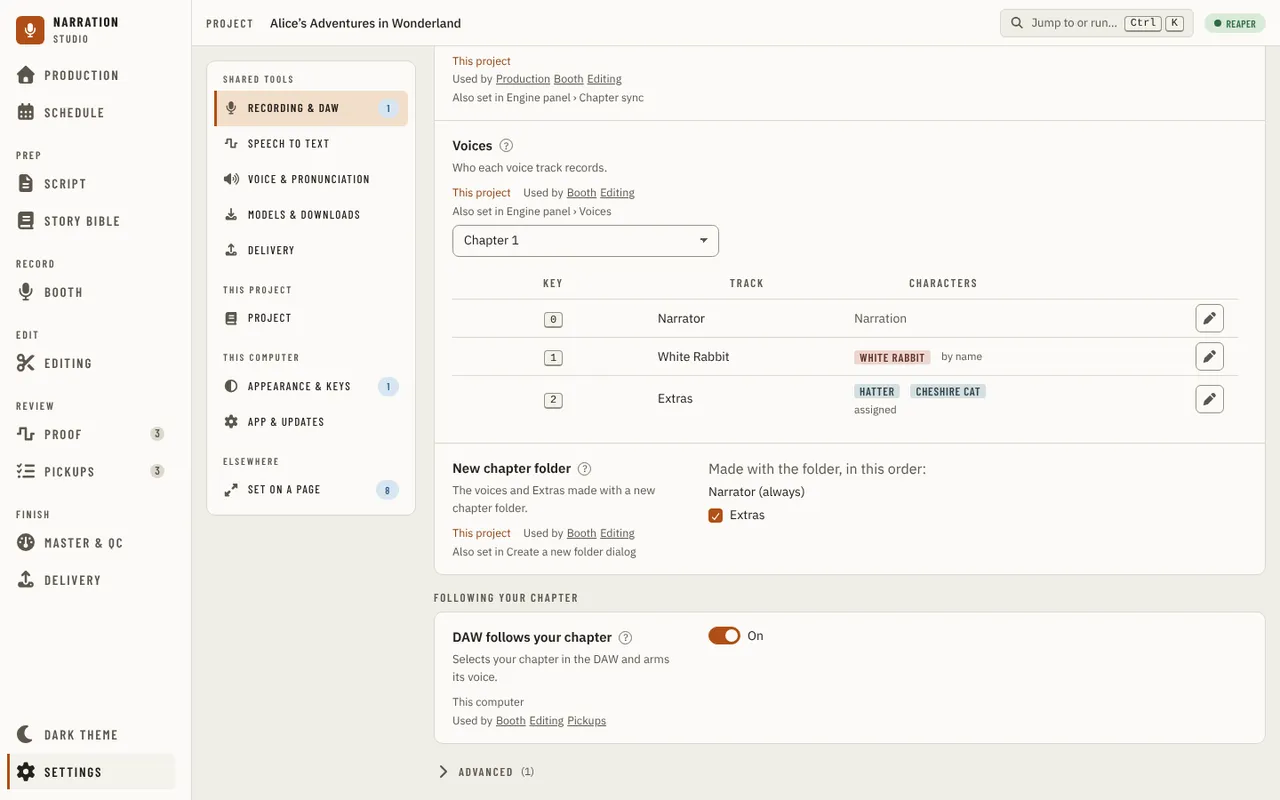 NARRATION
STUDIO
PRODUCTION
SCHEDULE
PREP
SCRIPT
STORY BIBLE
RECORD
BOOTH
EDIT
EDITING
REVIEW
PROOF 3
PICKUPS 3
FINISH
MASTER & QC
DELIVERY
DARK THEME
SETTINGS
PROJECT Alice's Adventures in Wonderland
Jump to or run... Ctrl K
REAPER
SHARED TOOLS
RECORDING & DAW 1
SPEECH TO TEXT
VOICE & PRONUNCIATION
MODELS & DOWNLOADS
DELIVERY
THIS PROJECT
PROJECT
THIS COMPUTER
APPEARANCE & KEYS 1
APP & UPDATES
ELSEWHERE
SET ON A PAGE 8
This project
Used by Production Booth Editing
Also set in Engine panel › Chapter sync
Voices ?
Who each voice track records.
This project Used by Booth Editing
Also set in Engine panel › Voices
Chapter 1
KEY TRACK CHARACTERS
0 Narrator Narration
1 White Rabbit WHITE RABBIT by name
2 Extras HATTER CHESHIRE CAT
assigned
New chapter folder ?
The voices and Extras made with a new
chapter folder.
This project Used by Booth Editing
Also set in Create a new folder dialog
Made with the folder, in this order:
Narrator (always)
Extras
FOLLOWING YOUR CHAPTER
DAW follows your chapter ?
Selects your chapter in the DAW and arms
its voice.
This computer
Used by Booth Editing Pickups
On
ADVANCED (1)